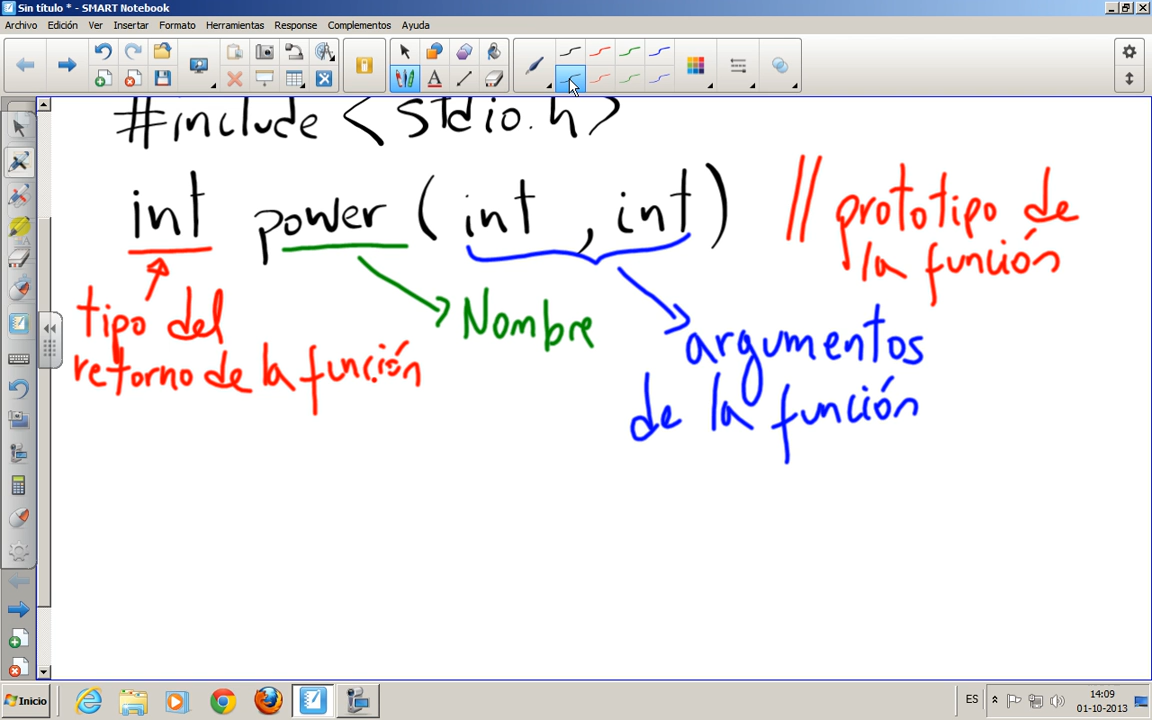 Sin título * - SMART Notebook
Archivo Edición Ver Insertar Formato Herramientas Response Complementos Ayuda
#include <stdio.h>
int power (int , int) // prototipo de la función
tipo del retorno de la función
Nombre
argumentos de la función
Inicio
ES
14:09
01-10-2013